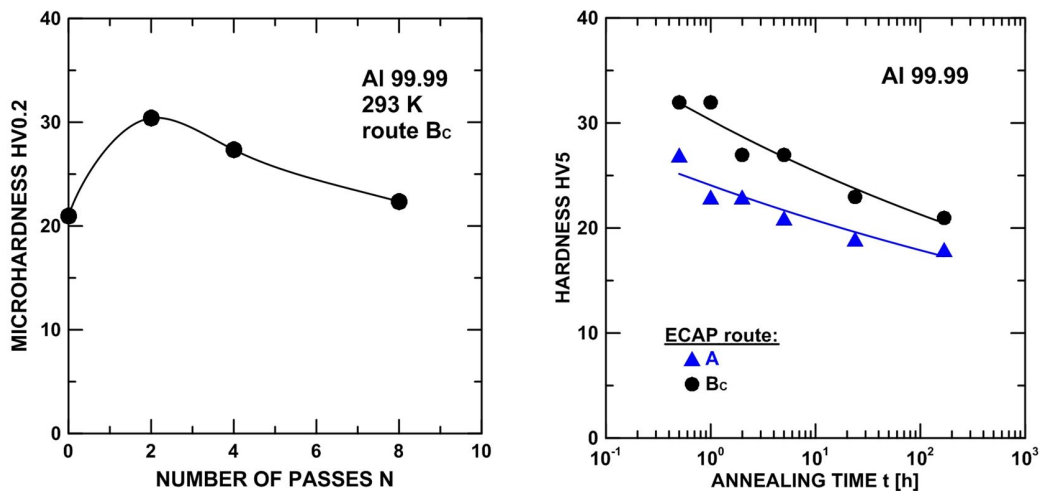 40
30
20
10
0
0
2
4
6
8
10
MICROHARDNESS HV0.2
NUMBER OF PASSES N
Al 99.99
293 K
route Bc
40
30
20
10
0
10⁻¹
10⁰
10¹
10²
10³
HARDNESS HV5
ANNEALING TIME t [h]
Al 99.99
ECAP route:
A
Bc